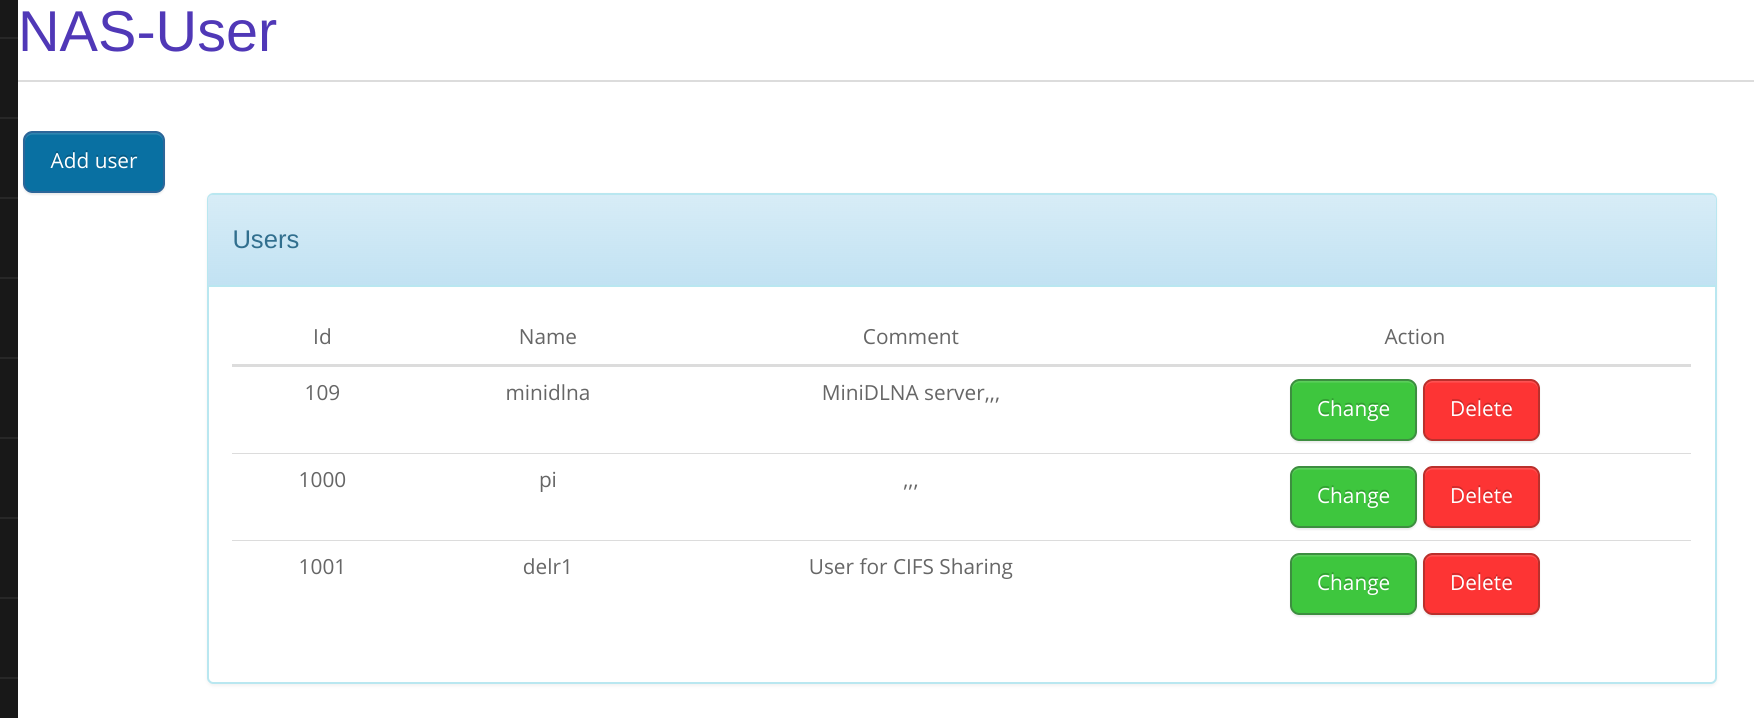 NAS-User
Add user
Users
Id Name Comment Action
109 minidlna MiniDLNA server,,, Change Delete
1000 pi ,,, Change Delete
1001 delr1 User for CIFS Sharing Change Delete